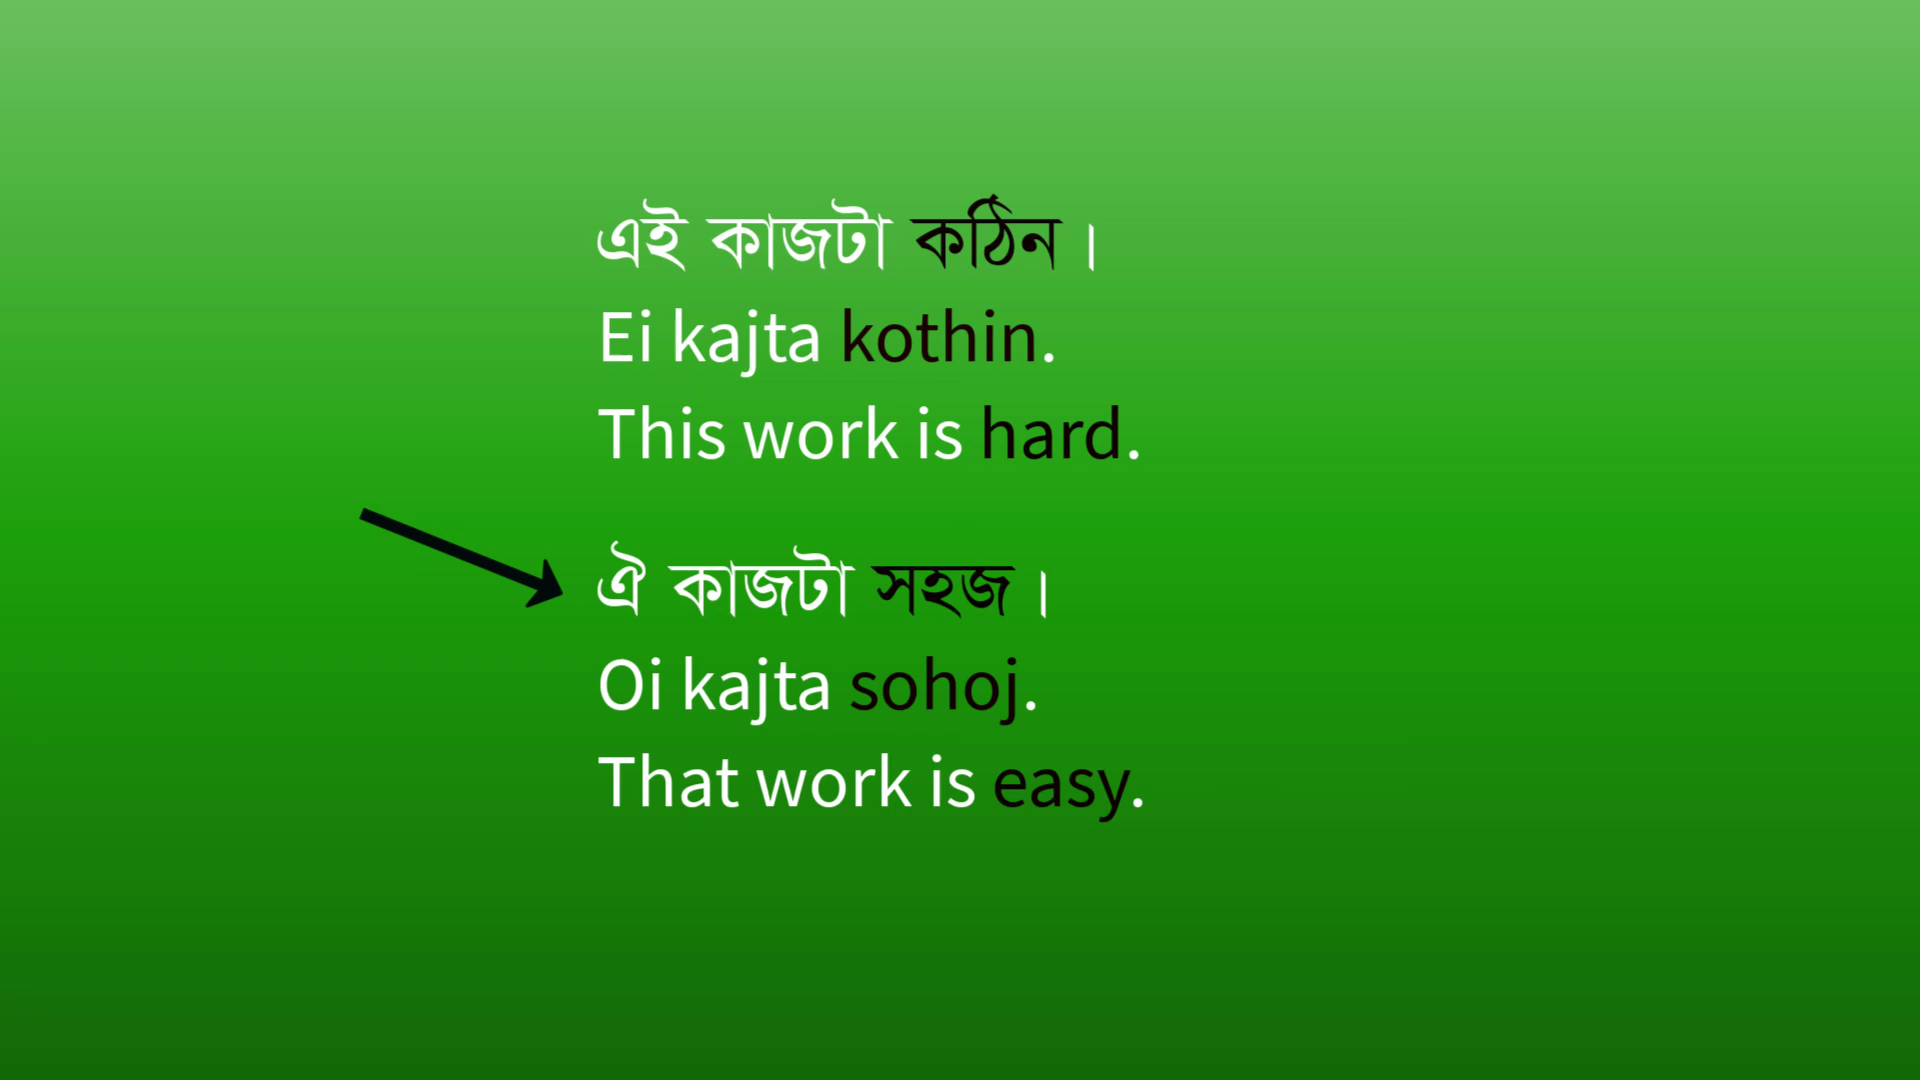 এই কাজটা কঠিন।
Ei kajta kothin.
This work is hard.
ঐ কাজটা সহজ।
Oi kajta sohoj.
That work is easy.